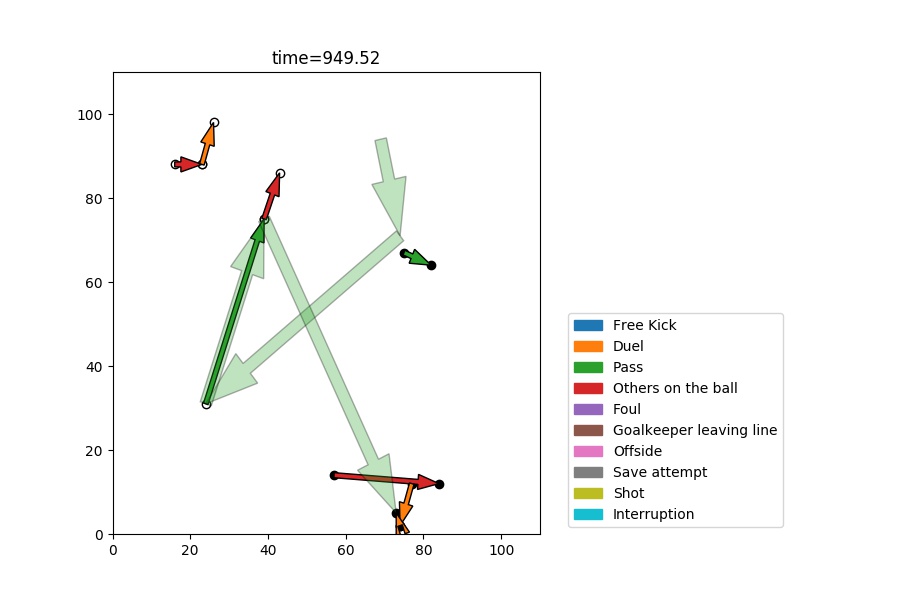 time=949.52
100
80
60
40
20
0
0 20 40 60 80 100
Free Kick
Duel
Pass
Others on the ball
Foul
Goalkeeper leaving line
Offside
Save attempt
Shot
Interruption